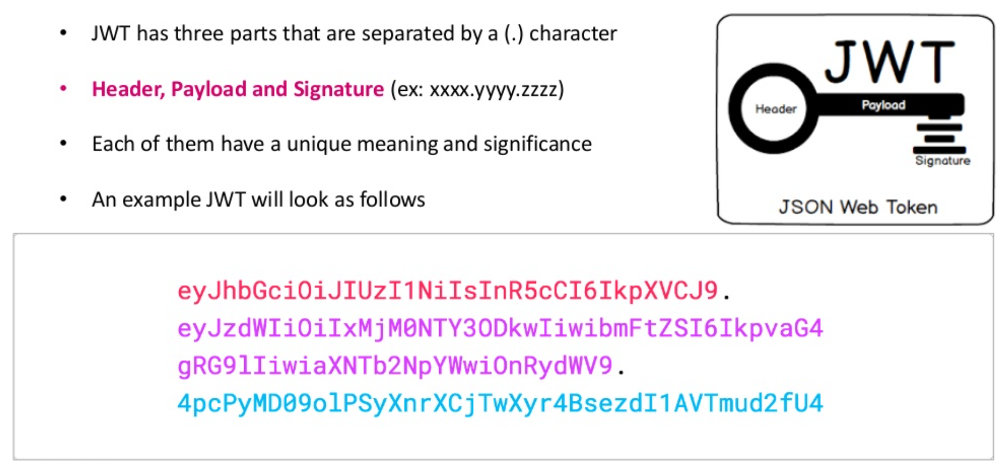 • JWT has three parts that are separated by a (.) character
• Header, Payload and Signature (ex: xxxx.yyyy.zzzz)
• Each of them have a unique meaning and significance
• An example JWT will look as follows
JWT
Header
Payload
Signature
JSON Web Token
eyJhbGciOiJIUzI1NiIsInR5cCI6IkpXVCJ9.
eyJzdWIiOiIxMjM0NTY3ODkwIiwibmFtZSI6IkpvaG4
gRG9lIiwiaXNTb2NpYWwiOnRydWV9.
4pcPyMD09olPSyXnrXCjTwXyr4BsezdI1AVTmud2fU4